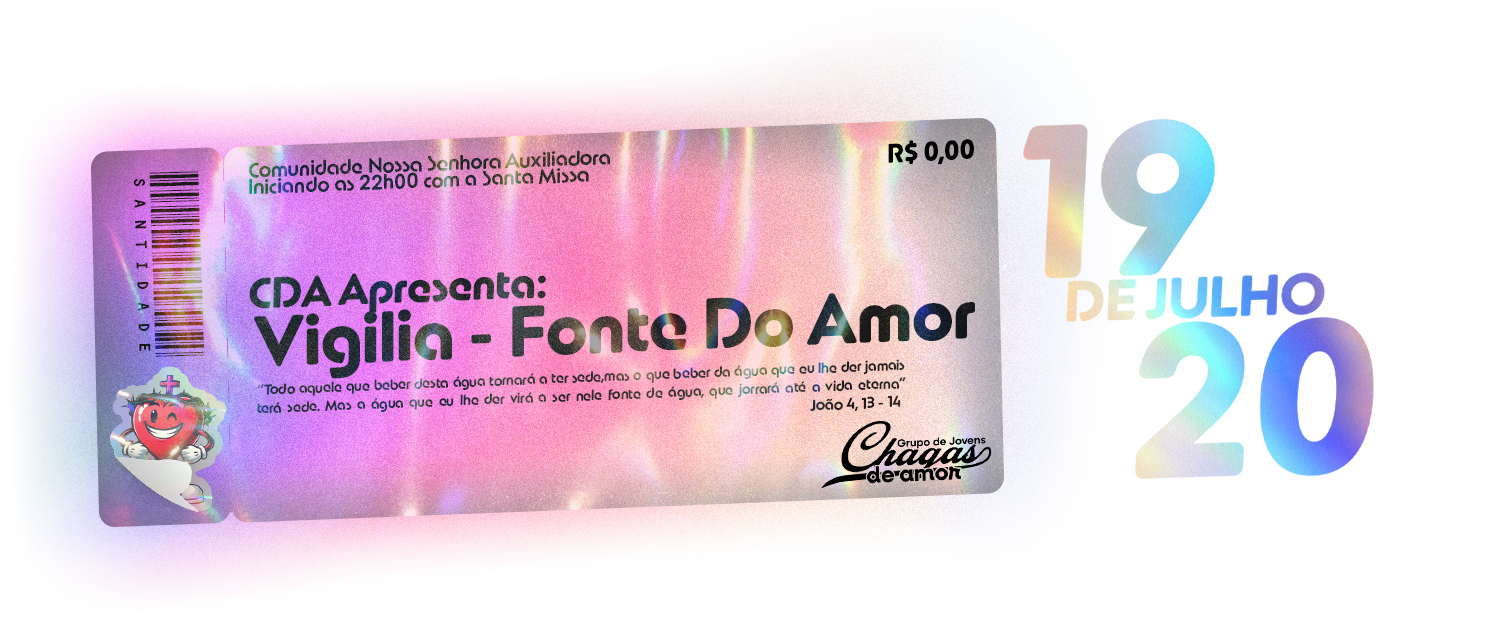 SANTIDADE
Comunidade Nossa Senhora Auxiliadora
Iniciando as 22h00 com a Santa Missa
R$ 0,00
CDA Apresenta:
Vigilia - Fonte Do Amor
"Todo aquele que beber desta água tornará a ter sede,mas o que beber da água que eu lhe der jamais
terá sede. Mas a água que eu lhe der virá a ser nele fonte de água, que jorrará até a vida eterna"
João 4, 13 - 14
Grupo de Jovens
Chagas
de amor
19
DE JULHO
20